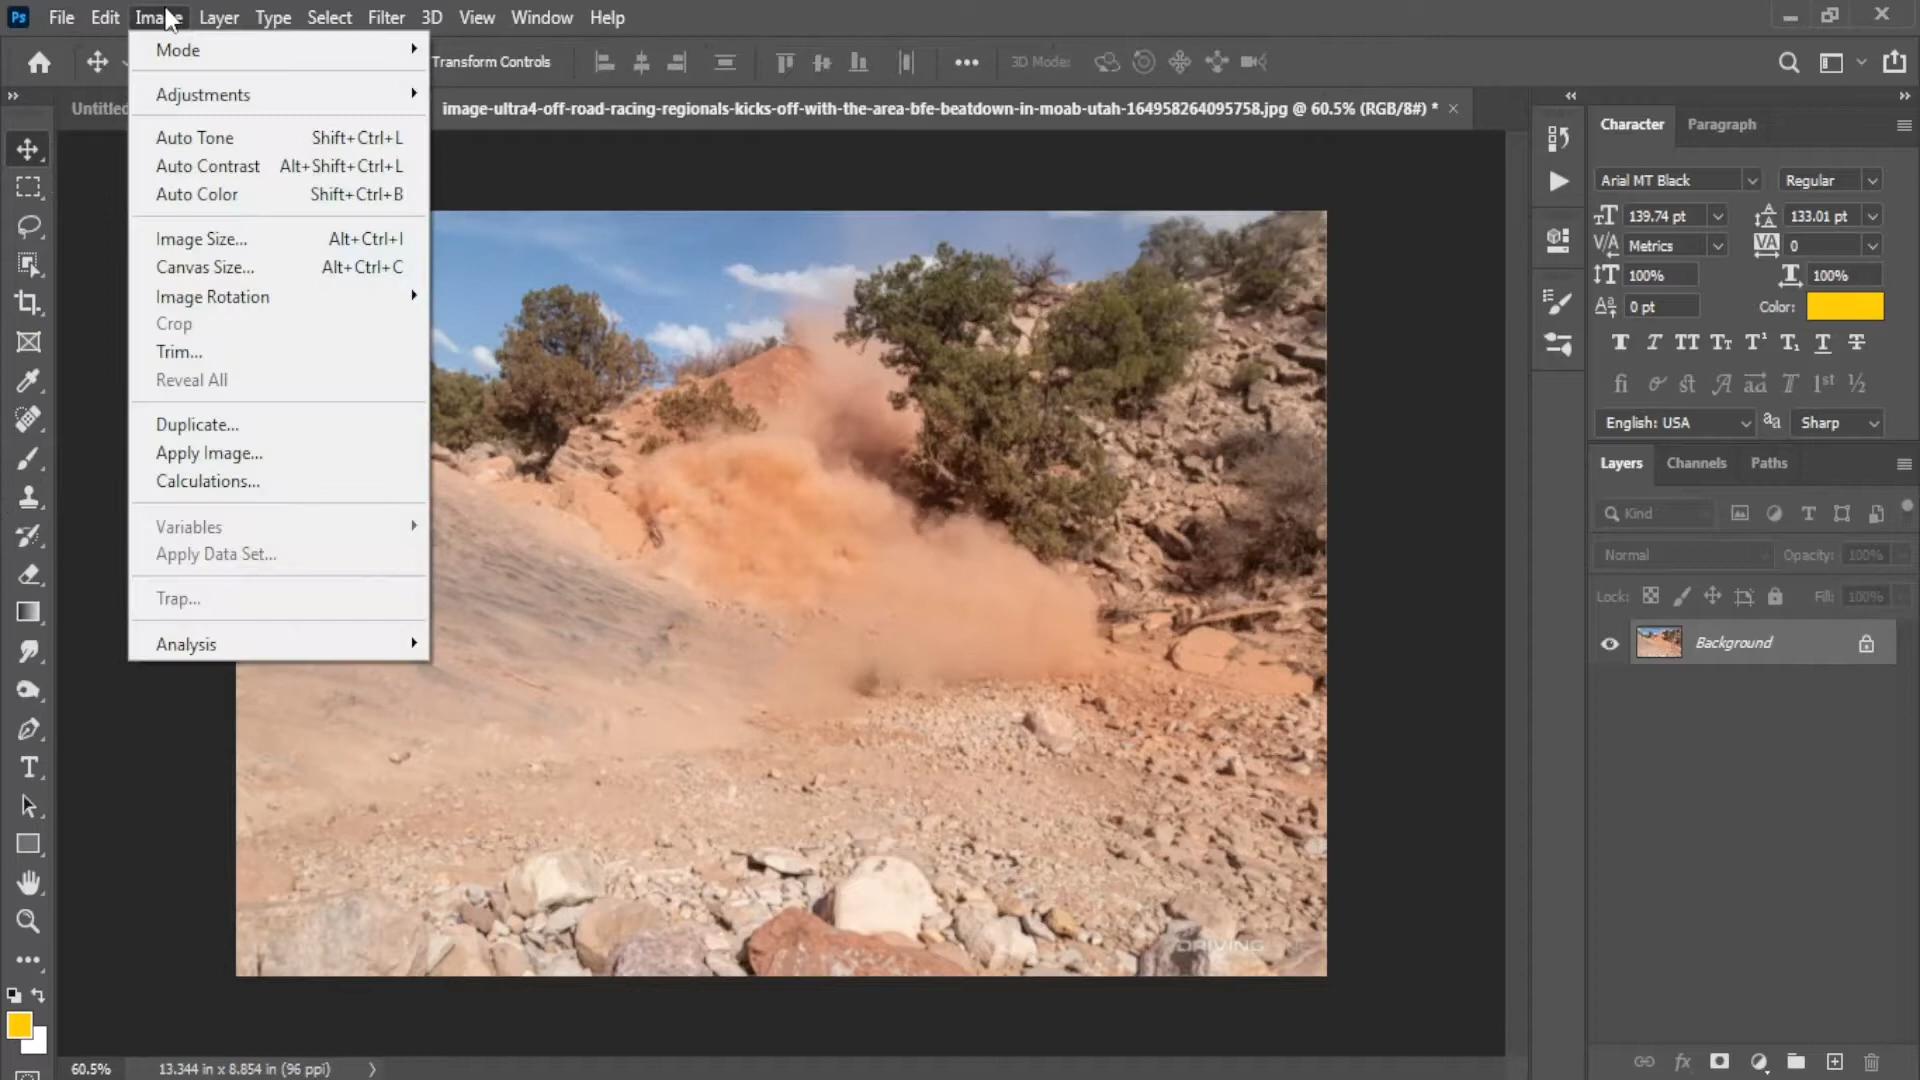 Ps File Edit Image Layer Type Select Filter 3D View Window Help
Transform Controls 3D Mode:
Untitled
image-ultra4-off-road-racing-regionals-kicks-off-with-the-area-bfe-beatdown-in-moab-utah-164958264095758.jpg @ 60.5% (RGB/8#) *
Mode
Adjustments
Auto Tone Shift+Ctrl+L
Auto Contrast Alt+Shift+Ctrl+L
Auto Color Shift+Ctrl+B
Image Size... Alt+Ctrl+I
Canvas Size... Alt+Ctrl+C
Image Rotation
Crop
Trim...
Reveal All
Duplicate...
Apply Image...
Calculations...
Variables
Apply Data Set...
Trap...
Analysis
DRIVING
Character Paragraph
Arial MT Black Regular
139.74 pt 133.01 pt
Metrics 0
100% 100%
0 pt Color:
English: USA Sharp
Layers Channels Paths
Kind
Normal Opacity: 100%
Lock: Fill: 100%
Background
60.5% 13.344 in x 8.854 in (96 ppi)